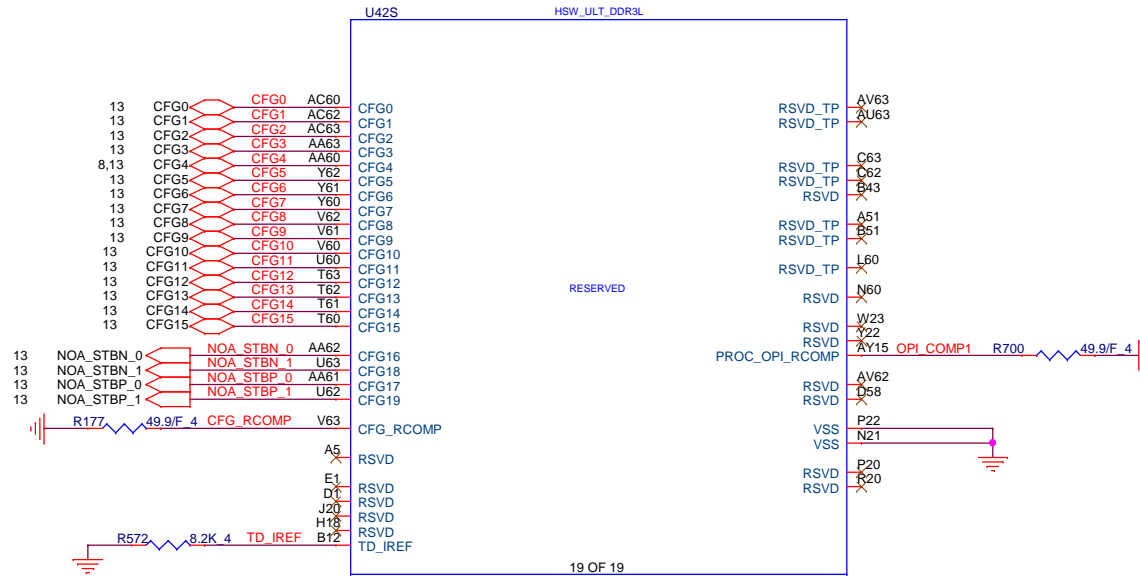 U42S HSW_ULT_DDR3L
13 CFG0 CFG0 AC60 CFG0 RSVD_TP AV63
13 CFG1 CFG1 AC62 CFG1 RSVD_TP AU63
13 CFG2 CFG2 AC63 CFG2
13 CFG3 CFG3 AA63 CFG3
8,13 CFG4 CFG4 AA60 CFG4 RSVD_TP C63
13 CFG5 CFG5 Y62 CFG5 RSVD_TP C62
13 CFG6 CFG6 Y61 CFG6 RSVD B43
13 CFG7 CFG7 Y60 CFG7
13 CFG8 CFG8 V62 CFG8 RSVD_TP A51
13 CFG9 CFG9 V61 CFG9 RSVD_TP B51
13 CFG10 CFG10 V60 CFG10
13 CFG11 CFG11 U60 CFG11 RSVD_TP L60
13 CFG12 CFG12 T63 CFG12
13 CFG13 CFG13 T62 CFG13 RESERVED RSVD N60
13 CFG14 CFG14 T61 CFG14
13 CFG15 CFG15 T60 CFG15 RSVD W23
RSVD Y22
13 NOA_STBN_0 NOA_STBN_0 AA62 CFG16 PROC_OPI_RCOMP AY15 OPI_COMP1 R700 49.9/F_4
13 NOA_STBN_1 NOA_STBN_1 U63 CFG18
13 NOA_STBP_0 NOA_STBP_0 AA61 CFG17 RSVD AV62
13 NOA_STBP_1 NOA_STBP_1 U62 CFG19 RSVD D58
R177 49.9/F_4 CFG_RCOMP V63 CFG_RCOMP VSS P22
VSS N21
A5 RSVD
RSVD P20
E1 RSVD RSVD R20
D1 RSVD
J20 RSVD
H18 RSVD
R572 8.2K_4 TD_IREF B12 TD_IREF
19 OF 19